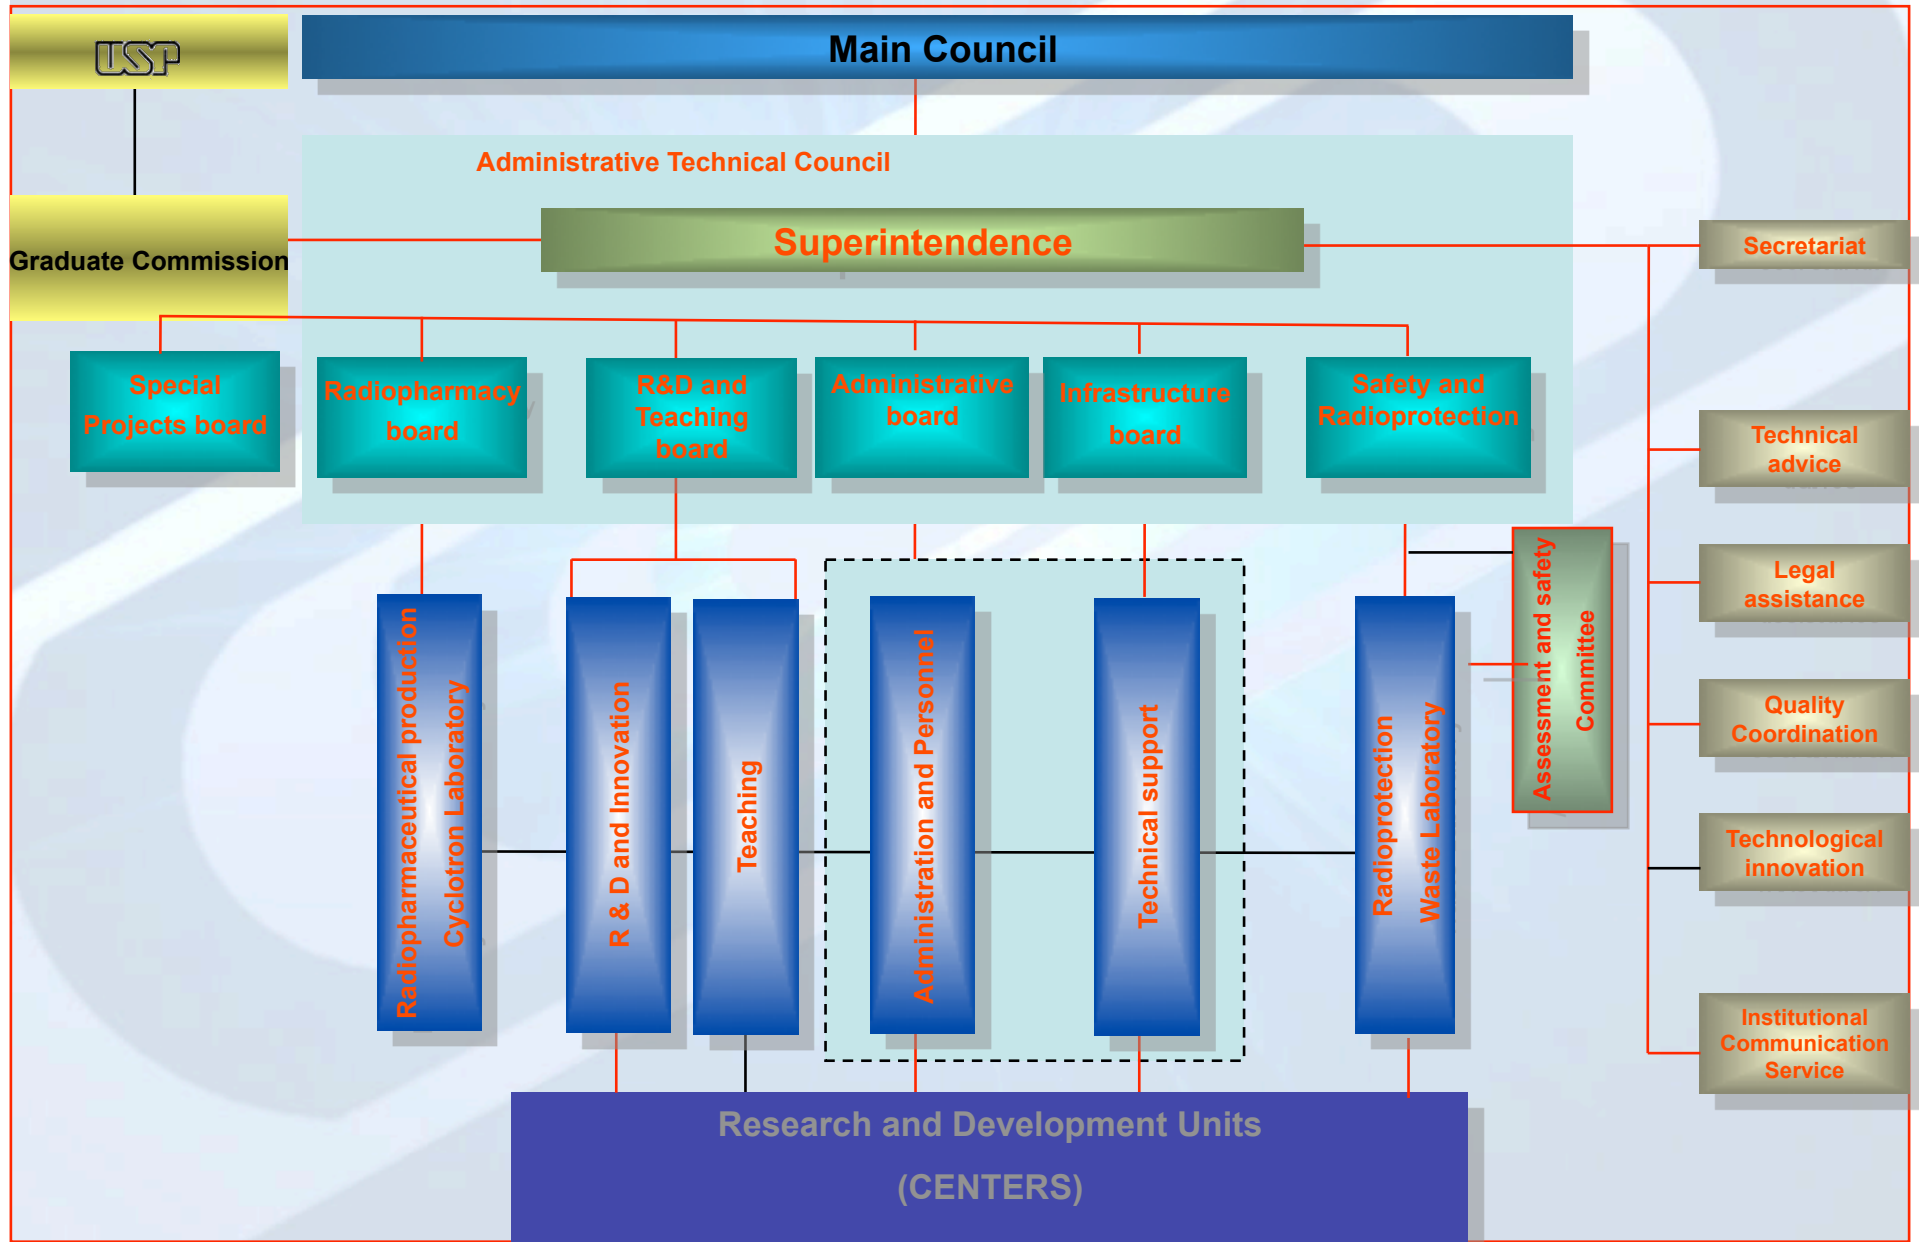 USP
Main Council
Administrative Technical Council
Graduate Commission
Superintendence
Secretariat
Special
Projects board
Radiopharmacy
board
R&D and
Teaching
board
Administrative
board
Infrastructure
board
Safety and
Radioprotection
Technical
advice
Legal
assistance
Quality
Coordination
Technological
innovation
Institutional
Communication
Service
Radiopharmaceutical production
Cyclotron Laboratory
R & D and Innovation
Teaching
Administration and Personnel
Technical support
Radioprotection
Waste Laboratory
Assessment and safety
Committee
Research and Development Units
(CENTERS)